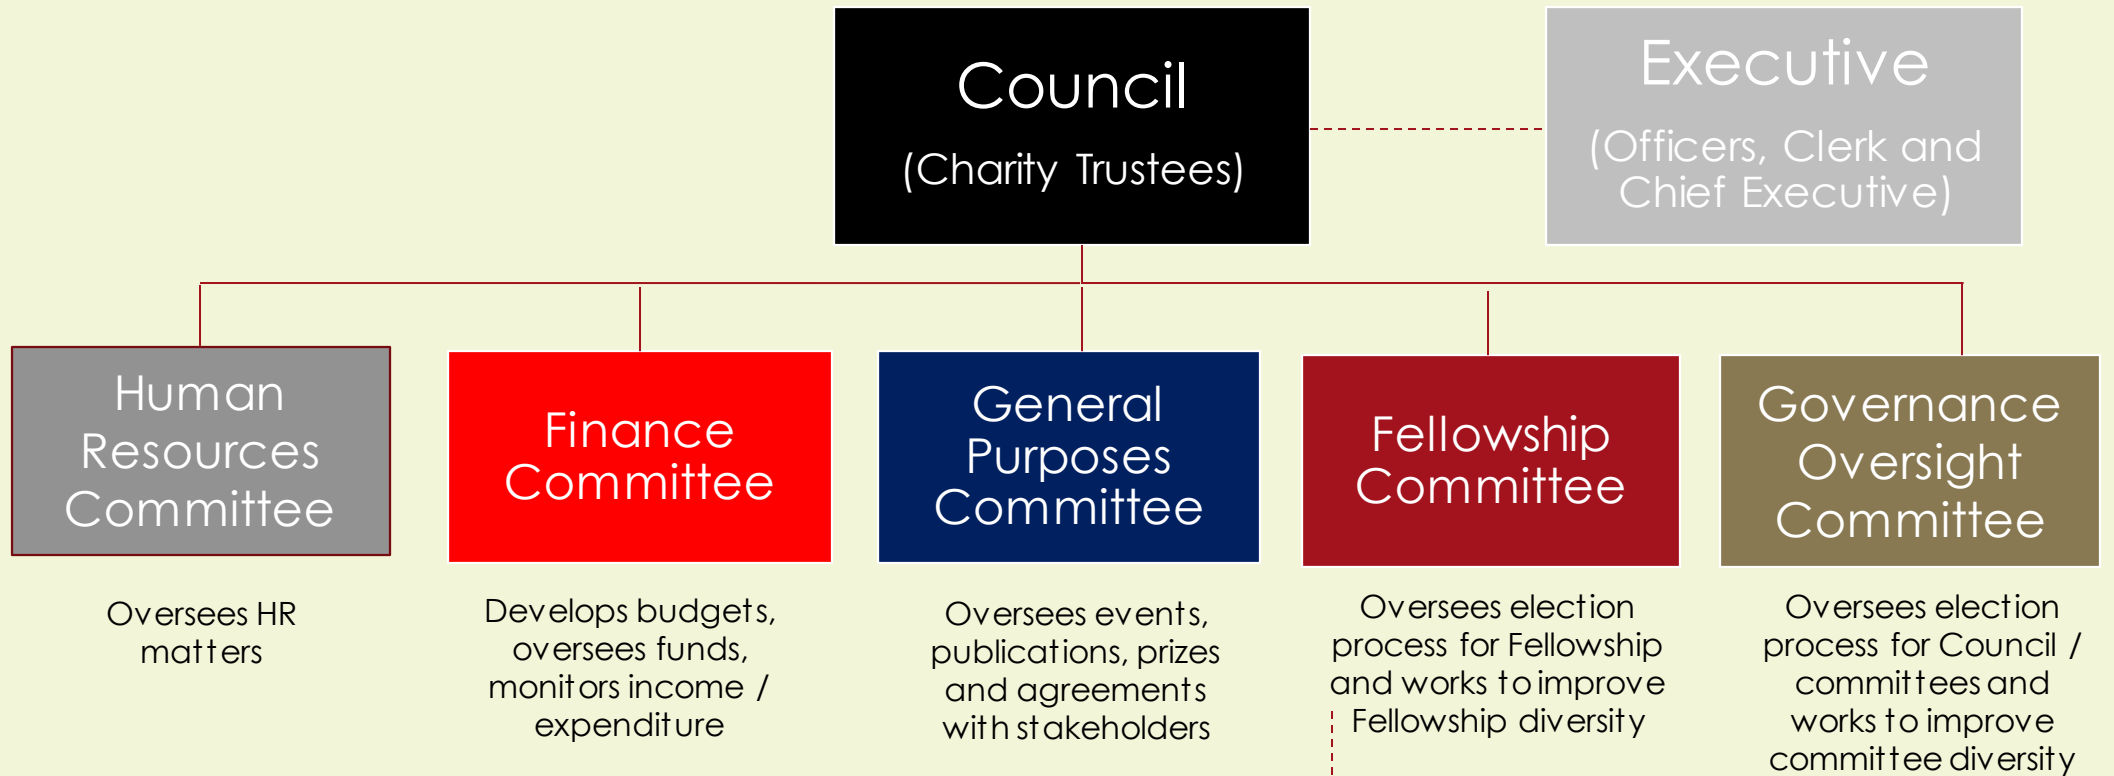 Council
(Charity Trustees)
Executive
(Officers, Clerk and
Chief Executive)
Human
Resources
Committee
Finance
Committee
General
Purposes
Committee
Fellowship
Committee
Governance
Oversight
Committee
Oversees HR
matters
Develops budgets,
oversees funds,
monitors income /
expenditure
Oversees events,
publications, prizes
and agreements
with stakeholders
Oversees election
process for Fellowship
and works to improve
Fellowship diversity
Oversees election
process for Council /
committees and
works to improve
committee diversity